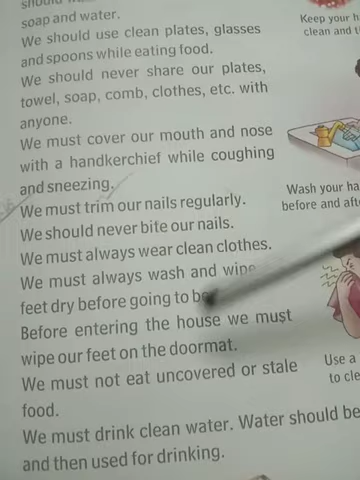 soap and water.
We should use clean plates, glasses
and spoons while eating food.
We should never share our plates,
towel, soap, comb, clothes, etc. with
anyone.
We must cover our mouth and nose
with a handkerchief while coughing
and sneezing.
We must trim our nails regularly.
We should never bite our nails.
We must always wear clean clothes.
We must always wash and wipe
feet dry before going to
Before entering the house we must
wipe our feet on the doormat.
We must not eat uncovered or stale
food.
We must drink clean water. Water should be
and then used for drinking.
Keep your
clean and
Wash your
before and
Use a
to